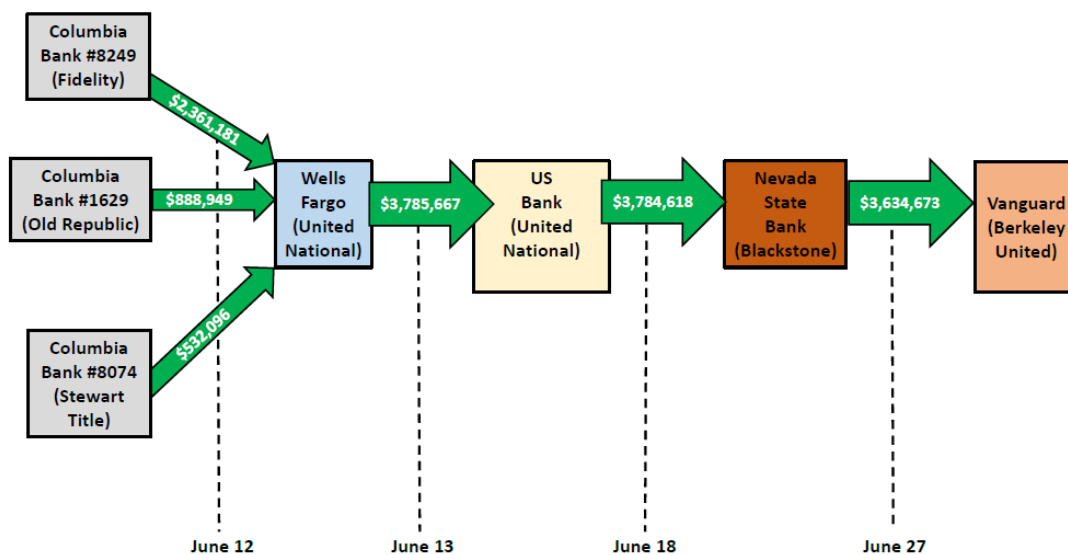 Columbia
Bank #8249
(Fidelity)
$2,361,181
Columbia
Bank #1629
(Old Republic)
$888,949
Columbia
Bank #8074
(Stewart
Title)
$532,096
Wells
Fargo
(United
National)
$3,785,667
US
Bank
(United
National)
$3,784,618
Nevada
State
Bank
(Blackstone)
$3,634,673
Vanguard
(Berkeley
United)
June 12
June 13
June 18
June 27